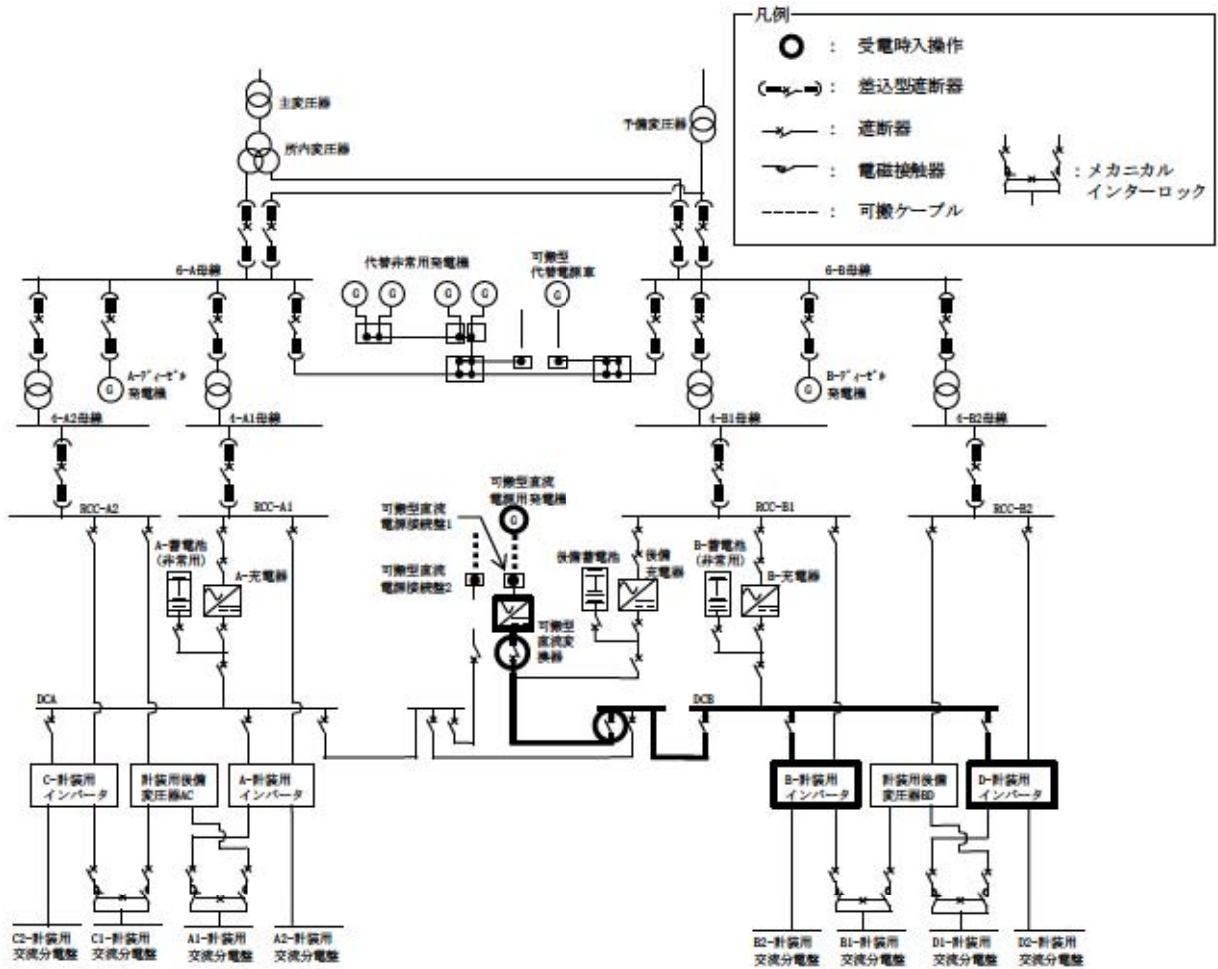 凡例
： 受電時入操作
： 差込型遮断器
： 遮断器
： 電磁接触器
： 可搬ケーブル
： メカニカル
インターロック
主変圧器
所内変圧器
予備変圧器
6-A母線
代替非常用発電機
可搬型
代替電源車
6-B母線
G
G
G
G
G
A-ディーゼル
発電機
G
B-ディーゼル
発電機
G
4-A2母線
4-A1母線
4-B1母線
4-B2母線
RCC-A2
RCC-A1
可搬型直流
電源用発電機
G
可搬型直流
電源接続盤1
可搬型直流
電源接続盤2
RCC-B1
RCC-B2
A-蓄電池
(非常用)
A-充電器
後備蓄電池
後備
充電器
B-蓄電池
(非常用)
B-充電器
可搬型
直流変
換器
DCA
DCB
C-計装用
インバータ
計装用後備
変圧器AC
A-計装用
インバータ
B-計装用
インバータ
計装用後備
変圧器BD
D-計装用
インバータ
C2-計装用
交流分電盤
C1-計装用
交流分電盤
A1-計装用
交流分電盤
A2-計装用
交流分電盤
B2-計装用
交流分電盤
B1-計装用
交流分電盤
D1-計装用
交流分電盤
D2-計装用
交流分電盤